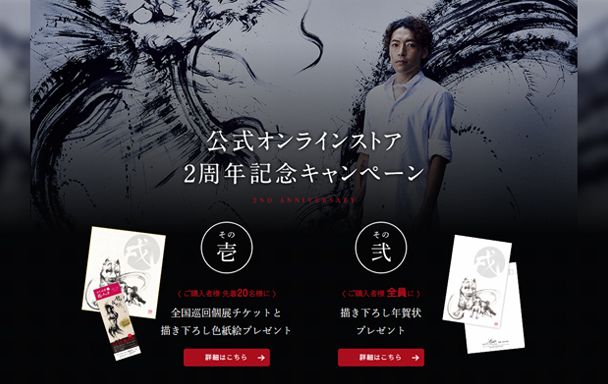 公式オンラインストア
2周年記念キャンペーン
2ND ANNIVERSARY
その
壱
その
弐
〈ご購入者様 先着20名様に〉
全国巡回個展チケットと
描き下ろし色紙絵プレゼント
詳細はこちら
〈ご購入者様 全員に〉
描き下ろし年賀状
プレゼント
詳細はこちら
戌
戌